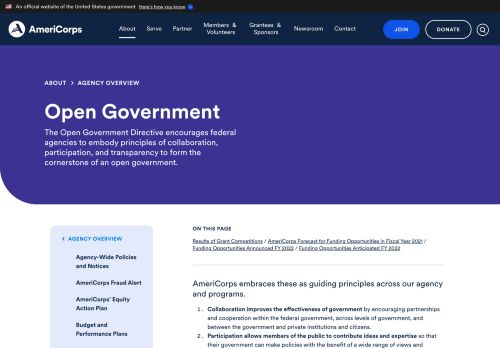 An official website of the United States government Here's how you know
AmeriCorps
About Serve Partner Members & Volunteers Grantees & Sponsors Newsroom Contact
JOIN
DONATE
ABOUT > AGENCY OVERVIEW
Open Government
The Open Government Directive encourages federal
agencies to embody principles of collaboration,
participation, and transparency to form the
cornerstone of an open government.
< AGENCY OVERVIEW
Agency-Wide Policies
and Notices
AmeriCorps Fraud Alert
AmeriCorps' Equity
Action Plan
Budget and
Performance Plans
ON THIS PAGE
Results of Grant Competitions / AmeriCorps Forecast for Funding Opportunities in Fiscal Year 2021 /
Funding Opportunities Announced FY 2022 / Funding Opportunities Anticipated FY 2022
AmeriCorps embraces these as guiding principles across our agency
and programs.
1. Collaboration improves the effectiveness of government by encouraging partnerships
and cooperation within the federal government, across levels of government, and
between the government and private institutions and citizens.
2. Participation allows members of the public to contribute ideas and expertise so that
their government can make policies with the benefit of a wide range of views and